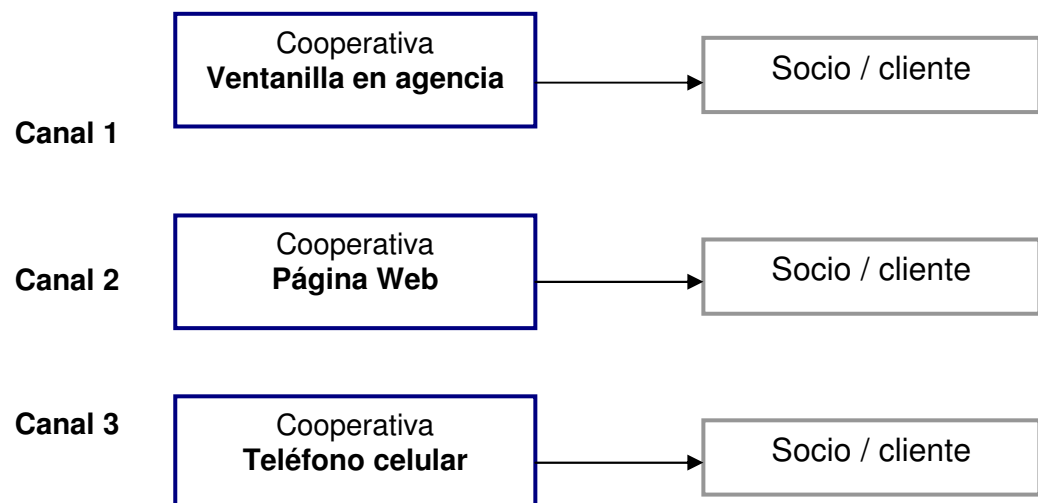 Canal 1
Cooperativa
Ventanilla en agencia
Socio / cliente
Canal 2
Cooperativa
Página Web
Socio / cliente
Canal 3
Cooperativa
Teléfono celular
Socio / cliente